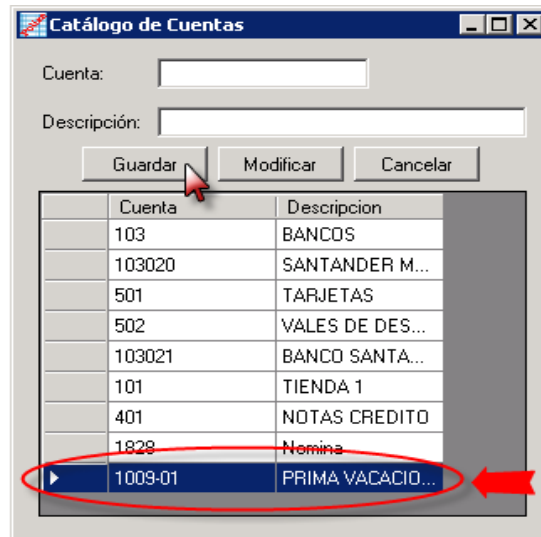 Catálogo de Cuentas
Cuenta:
Descripción:
Guardar Modificar Cancelar
Cuenta Descripcion
103 BANCOS
103020 SANTANDER M...
501 TARJETAS
502 VALES DE DES...
103021 BANCO SANTA...
101 TIENDA 1
401 NOTAS CREDITO
1828 Nomina
1009-01 PRIMA VACACIO...